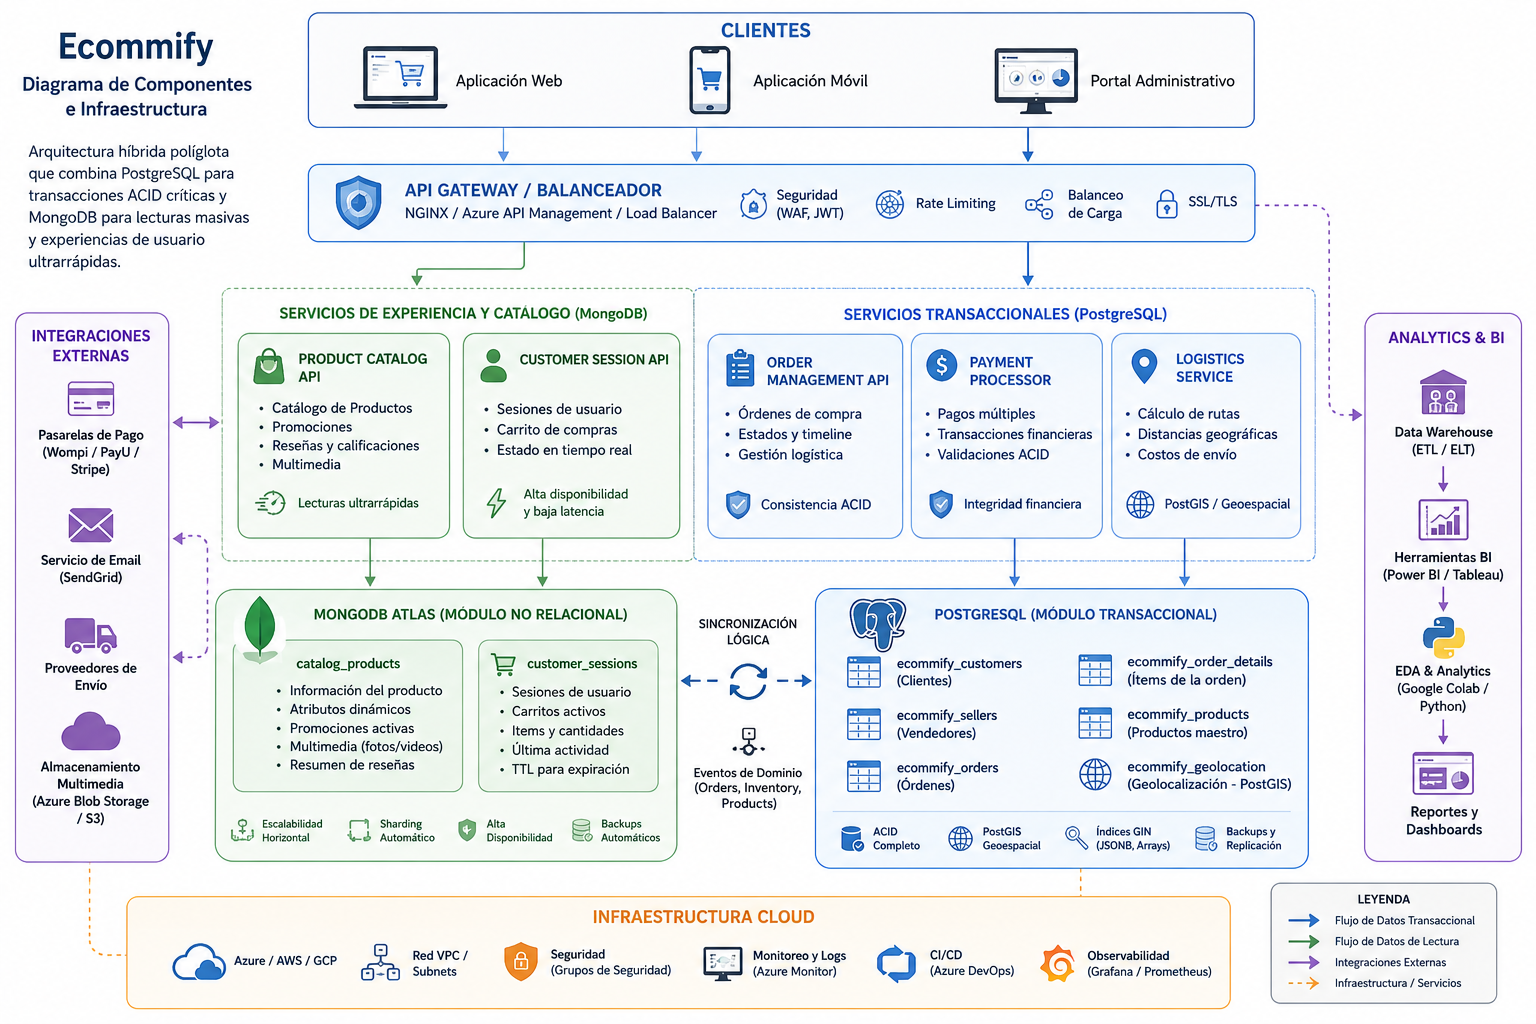 Ecommify
Diagrama de Componentes
e Infraestructura
Arquitectura híbrida políglota
que combina PostgreSQL para
transacciones ACID críticas y
MongoDB para lecturas masivas
y experiencias de usuario
ultrarrápidas.
CLIENTES
Aplicación Web
Aplicación Móvil
Portal Administrativo
API GATEWAY / BALANCEADOR
NGINX / Azure API Management / Load Balancer
Seguridad
(WAF, JWT)
Rate Limiting
Balanceo
de Carga
SSL/TLS
INTEGRACIONES
EXTERNAS
Pasarelas de Pago
(Wompi / PayU /
Stripe)
Servicio de Email
(SendGrid)
Proveedores de
Envío
Almacenamiento
Multimedia
(Azure Blob Storage
/ S3)
SERVICIOS DE EXPERIENCIA Y CATÁLOGO (MongoDB)
PRODUCT CATALOG
API
• Catálogo de Productos
• Promociones
• Reseñas y calificaciones
• Multimedia
Lecturas ultrarrápidas
CUSTOMER SESSION API
• Sesiones de usuario
• Carrito de compras
• Estado en tiempo real
Alta disponibilidad
y baja latencia
SERVICIOS TRANSACCIONALES (PostgreSQL)
ORDER
MANAGEMENT API
• Órdenes de compra
• Estados y timeline
• Gestión logística
Consistencia ACID
$
PAYMENT
PROCESSOR
• Pagos múltiples
• Transacciones financieras
• Validaciones ACID
Integridad financiera
LOGISTICS
SERVICE
• Cálculo de rutas
• Distancias geográficas
• Costos de envío
PostGIS / Geoespacial
MONGODB ATLAS (MÓDULO NO RELACIONAL)
catalog_products
• Información del producto
• Atributos dinámicos
• Promociones activas
• Multimedia (fotos/videos)
• Resumen de reseñas
customer_sessions
• Sesiones de usuario
• Carritos activos
• Items y cantidades
• Última actividad
• TTL para expiración
Escalabilidad
Horizontal
Sharding
Automático
Alta
Disponibilidad
Backups
Automáticos
SINCRONIZACIÓN
LÓGICA
Eventos de Dominio
(Orders, Inventory,
Products)
POSTGRESQL (MÓDULO TRANSACCIONAL)
ecommify_customers
(Clientes)
ecommify_sellers
(Vendedores)
ecommify_orders
(Órdenes)
ecommify_order_details
(Ítems de la orden)
ecommify_products
(Productos maestro)
ecommify_geolocation
(Geolocalización - PostGIS)
ACID
Completo
PostGIS
Geoespacial
Índices GIN
(JSONB, Arrays)
Backups y
Replicación
ANALYTICS & BI
Data Warehouse
(ETL / ELT)
Herramientas BI
(Power BI / Tableau)
EDA & Analytics
(Google Colab /
Python)
Reportes y
Dashboards
INFRAESTRUCTURA CLOUD
Azure / AWS / GCP
Red VPC /
Subnets
Seguridad
(Grupos de Seguridad)
Monitoreo y Logs
(Azure Monitor)
CI/CD
(Azure DevOps)
Observabilidad
(Grafana / Prometheus)
LEYENDA
Flujo de Datos Transaccional
Flujo de Datos de Lectura
Integraciones Externas
Infraestructura / Servicios